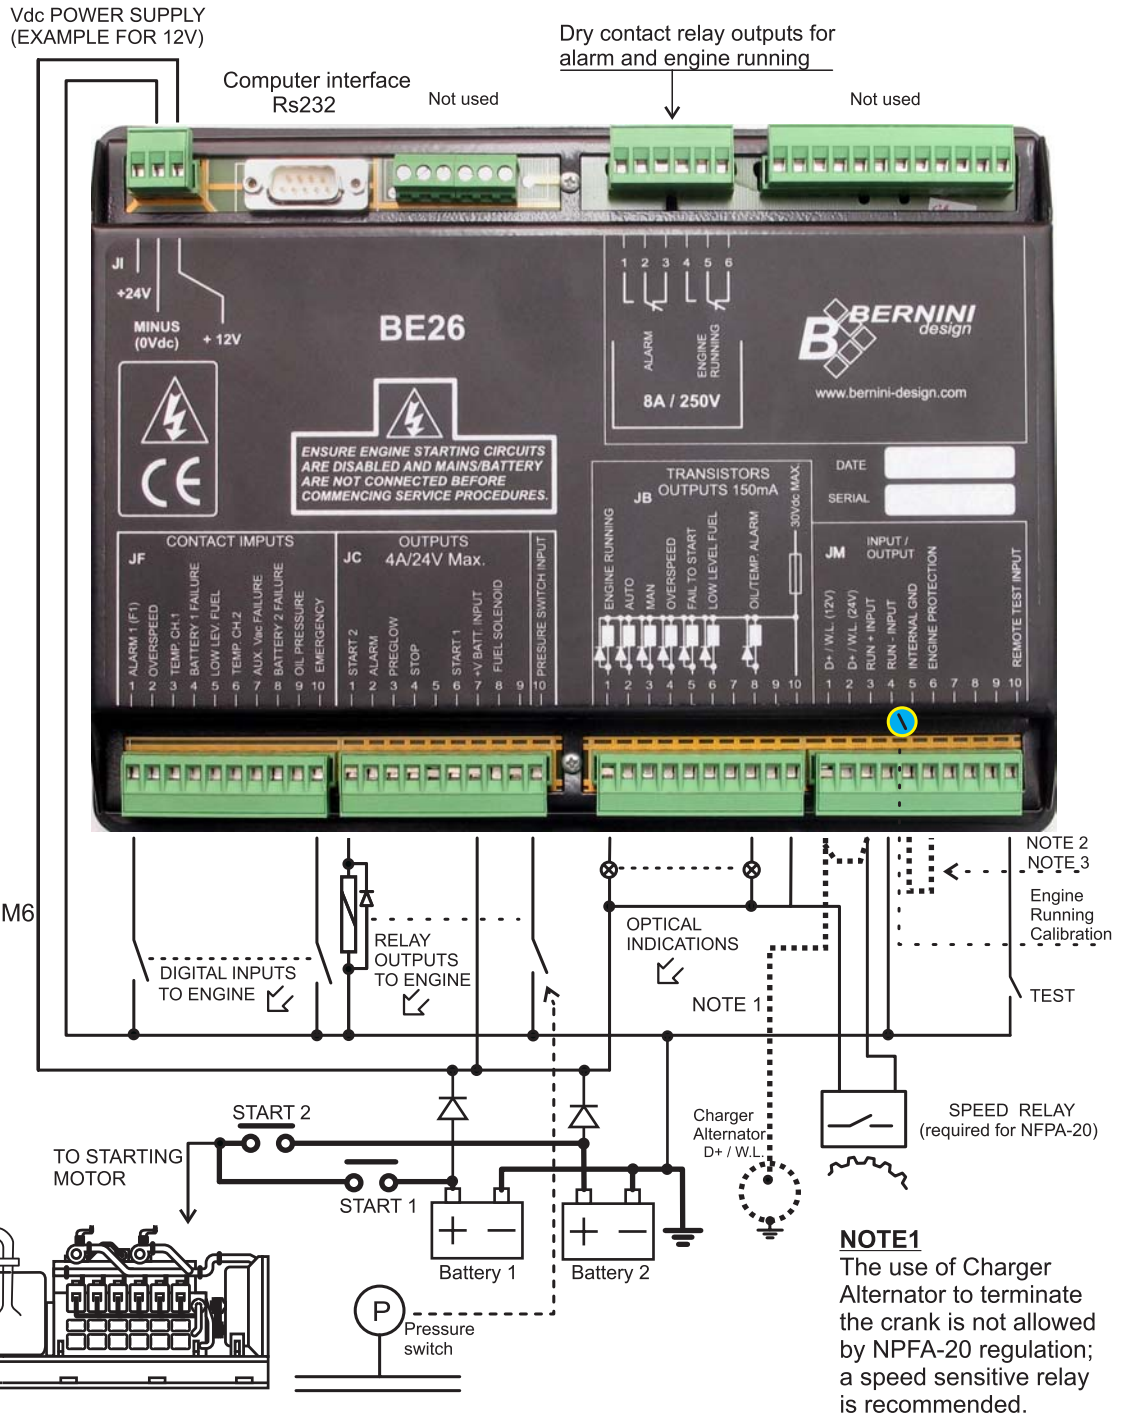 Vdc POWER SUPPLY
(EXAMPLE FOR 12V)
Dry contact relay outputs for
alarm and engine running
Computer interface
Rs232
Not used
Not used
JI
+24V
MINUS
(0Vdc)
+ 12V
BE26
1 2 3 4 5 6
ALARM
ENGINE
RUNNING
8A / 250V
B BERNINI
design
www.bernini-design.com
ENSURE ENGINE STARTING CIRCUITS
ARE DISABLED AND MAINS/BATTERY
ARE NOT CONNECTED BEFORE
COMMENCING SERVICE PROCEDURES.
CE
DATE
SERIAL
CONTACT IMPUTS
JF
ALARM 1 (F1)
OVERSPEED
TEMP. CH.1
BATTERY 1 FAILURE
LOW LEV. FUEL
TEMP. CH.2
AUX. Vac FAILURE
BATTERY 2 FAILURE
OIL PRESSURE
EMERGENCY
1 2 3 4 5 6 7 8 9 10
OUTPUTS
JC 4A/24V Max.
START 2
ALARM
PREGLOW
STOP
START 1
+V BATT. INPUT
FUEL SOLENOID
PRESSURE SWITCH INPUT
1 2 3 4 5 6 7 8 9 10
TRANSISTORS
JB OUTPUTS 150mA
ENGINE RUNNING
AUTO
MAN
OVERSPEED
FAIL TO START
LOW LEVEL FUEL
OIL/TEMP. ALARM
30Vdc MAX.
1 2 3 4 5 6 7 8 9 10
JM
INPUT /
OUTPUT
D+ / W.L. (12V)
D+ / W.L. (24V)
RUN + INPUT
RUN - INPUT
INTERNAL GND
ENGINE PROTECTION
REMOTE TEST INPUT
1 2 3 4 5 6 7 8 9 10
NOTE 2
NOTE 3
Engine
Running
Calibration
M6
DIGITAL INPUTS
TO ENGINE
RELAY
OUTPUTS
TO ENGINE
OPTICAL
INDICATIONS
NOTE 1
TEST
START 2
TO STARTING
MOTOR
START 1
Charger
Alternator
D+ / W.L.
SPEED RELAY
(required for NFPA-20)
Battery 1
Battery 2
P
Pressure
switch
NOTE1
The use of Charger
Alternator to terminate
the crank is not allowed
by NPFA-20 regulation;
a speed sensitive relay
is recommended.